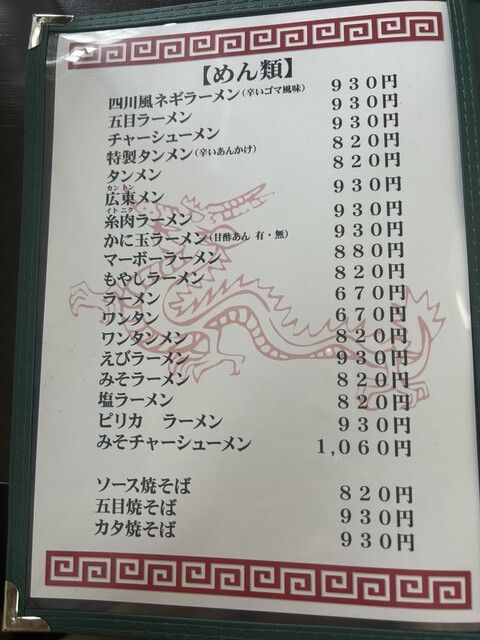 【めん類】
四川風ネギラーメン(辛いゴマ風味) 930円
五目ラーメン 930円
チャーシューメン 930円
特製タンメン(辛いあんかけ) 820円
タンメン 820円
カントン
広東メン 930円
イトニク
糸肉ラーメン 930円
かに玉ラーメン(甘酢あん 有・無) 930円
マーボーラーメン 880円
もやしラーメン 820円
ラーメン 670円
ワンタン 670円
ワンタンメン 820円
えびラーメン 930円
みそラーメン 820円
塩ラーメン 820円
ピリカ　ラーメン 930円
みそチャーシューメン 1,060円
ソース焼そば 820円
五目焼そば 930円
カタ焼そば 930円